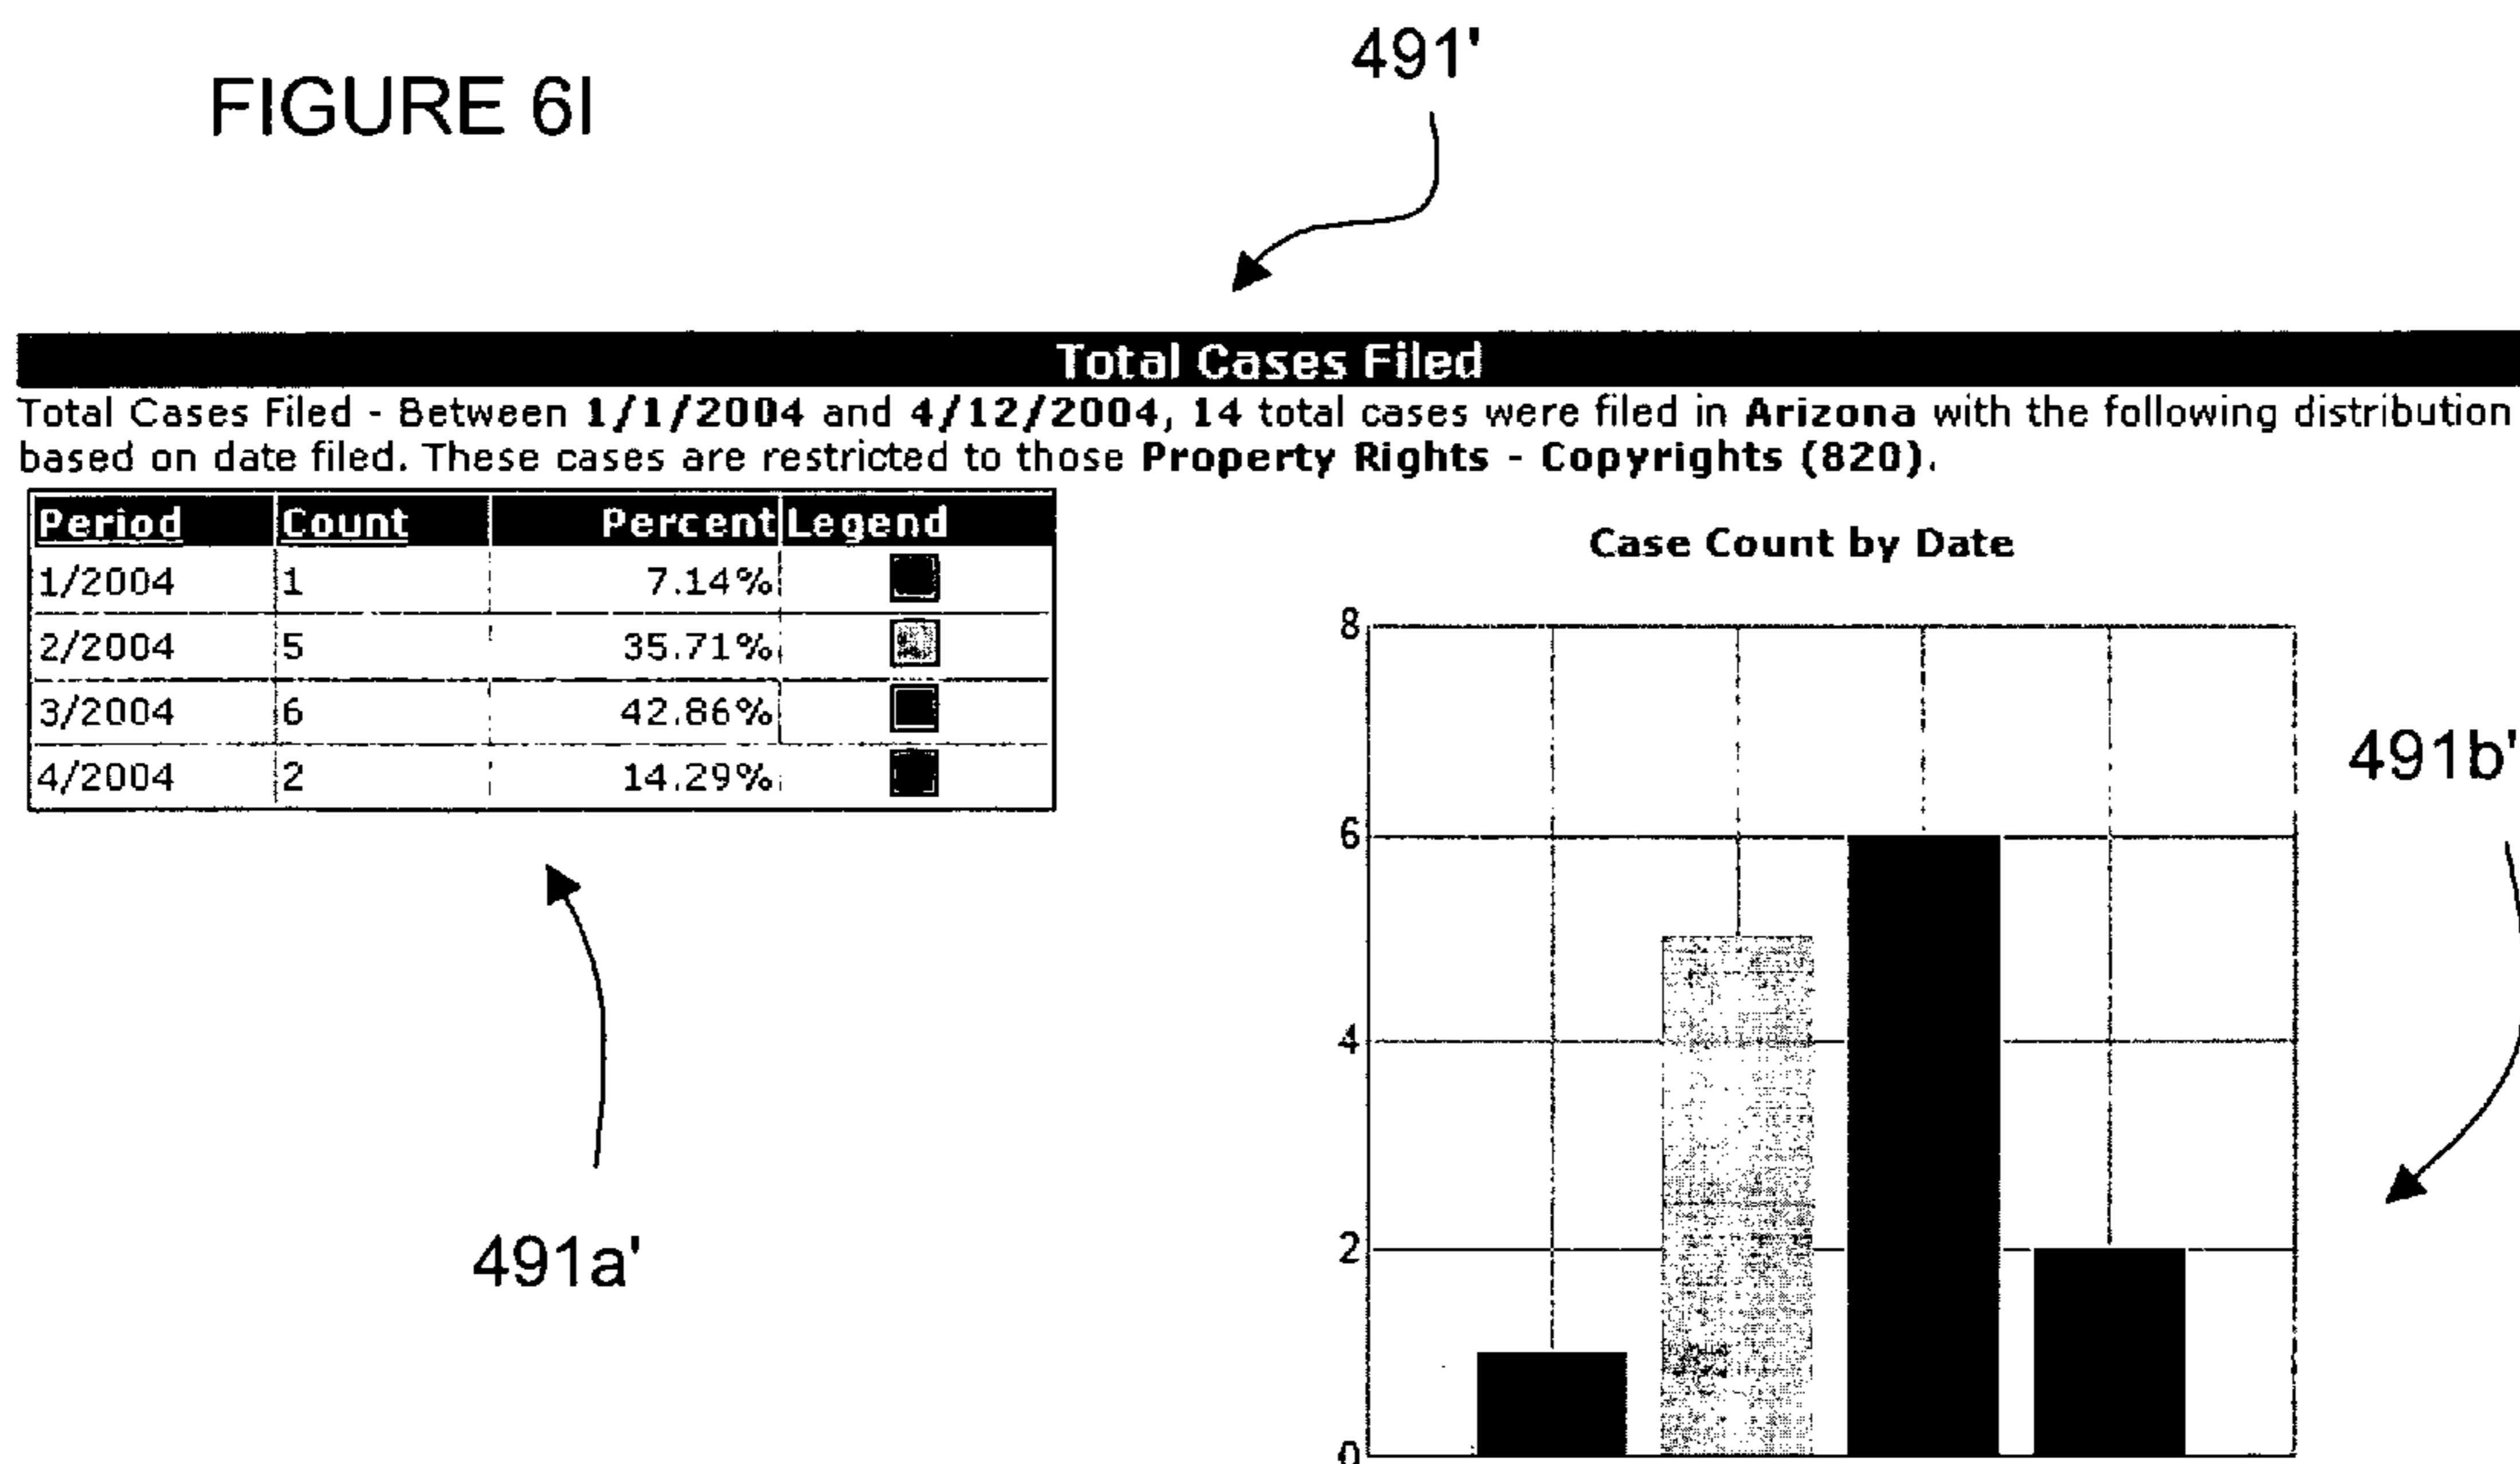 FIGURE 6I
491'
Total Cases Filed
Total Cases Filed - Between 1/1/2004 and 4/12/2004, 14 total cases were filed in Arizona with the following distribution
based on date filed. These cases are restricted to those Property Rights - Copyrights (820).
Period Count Percent Legend
1/2004 1 7.14%
2/2004 5 35.71%
3/2004 6 42.86%
4/2004 2 14.29%
491a'
Case Count by Date
8
6
4
2
0
491b'